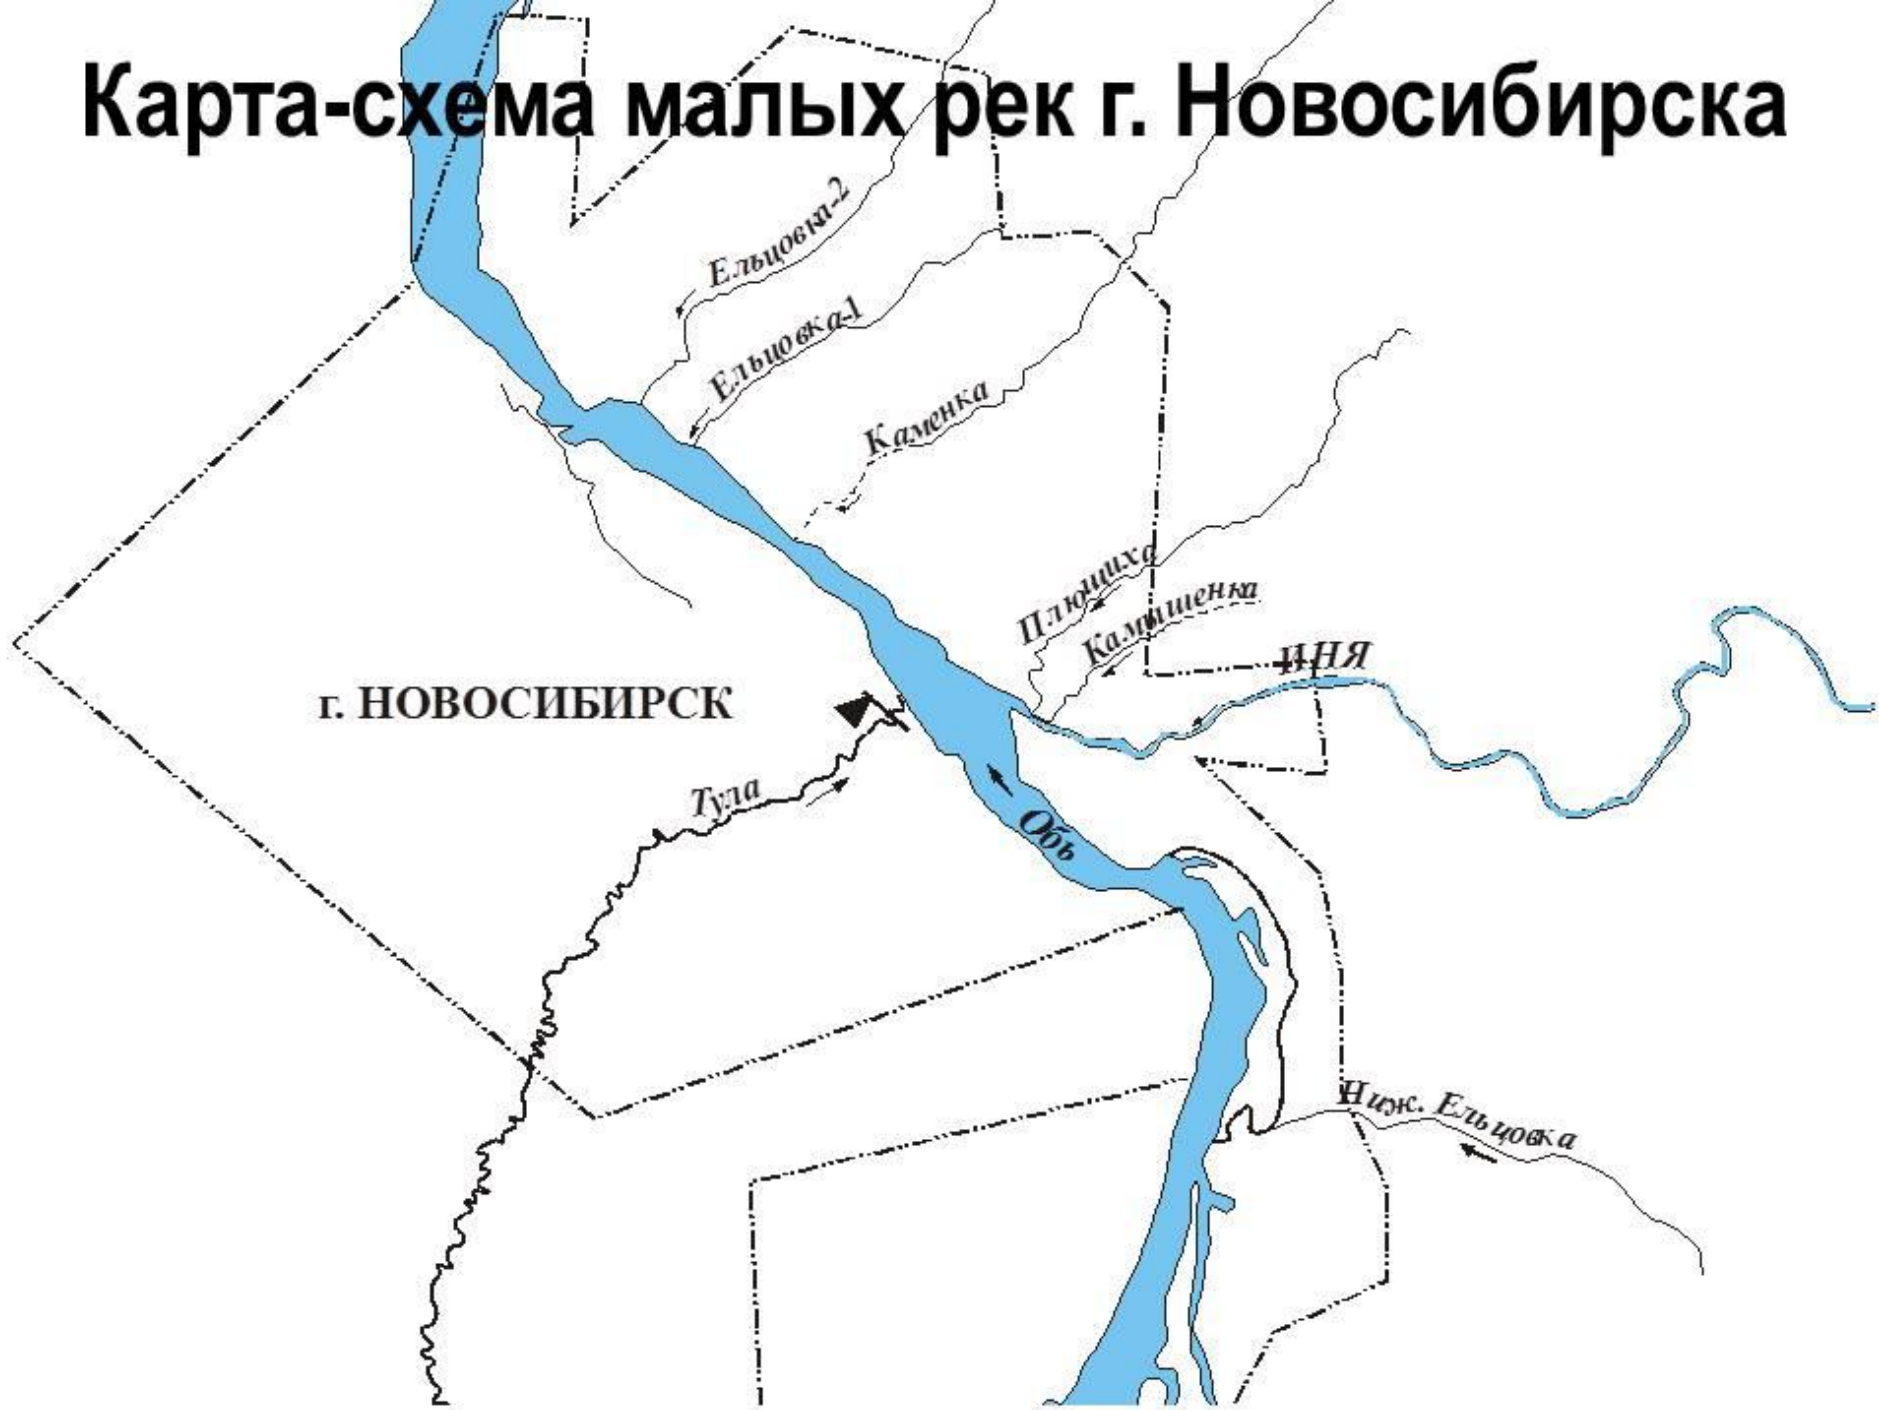 Карта-схема малых рек г. Новосибирска
Ельцовка-2
Ельцовка-1
Каменка
Плющиха
Камышенка
ИНЯ
г. НОВОСИБИРСК
Тула
Обь
Ниж. Ельцовка